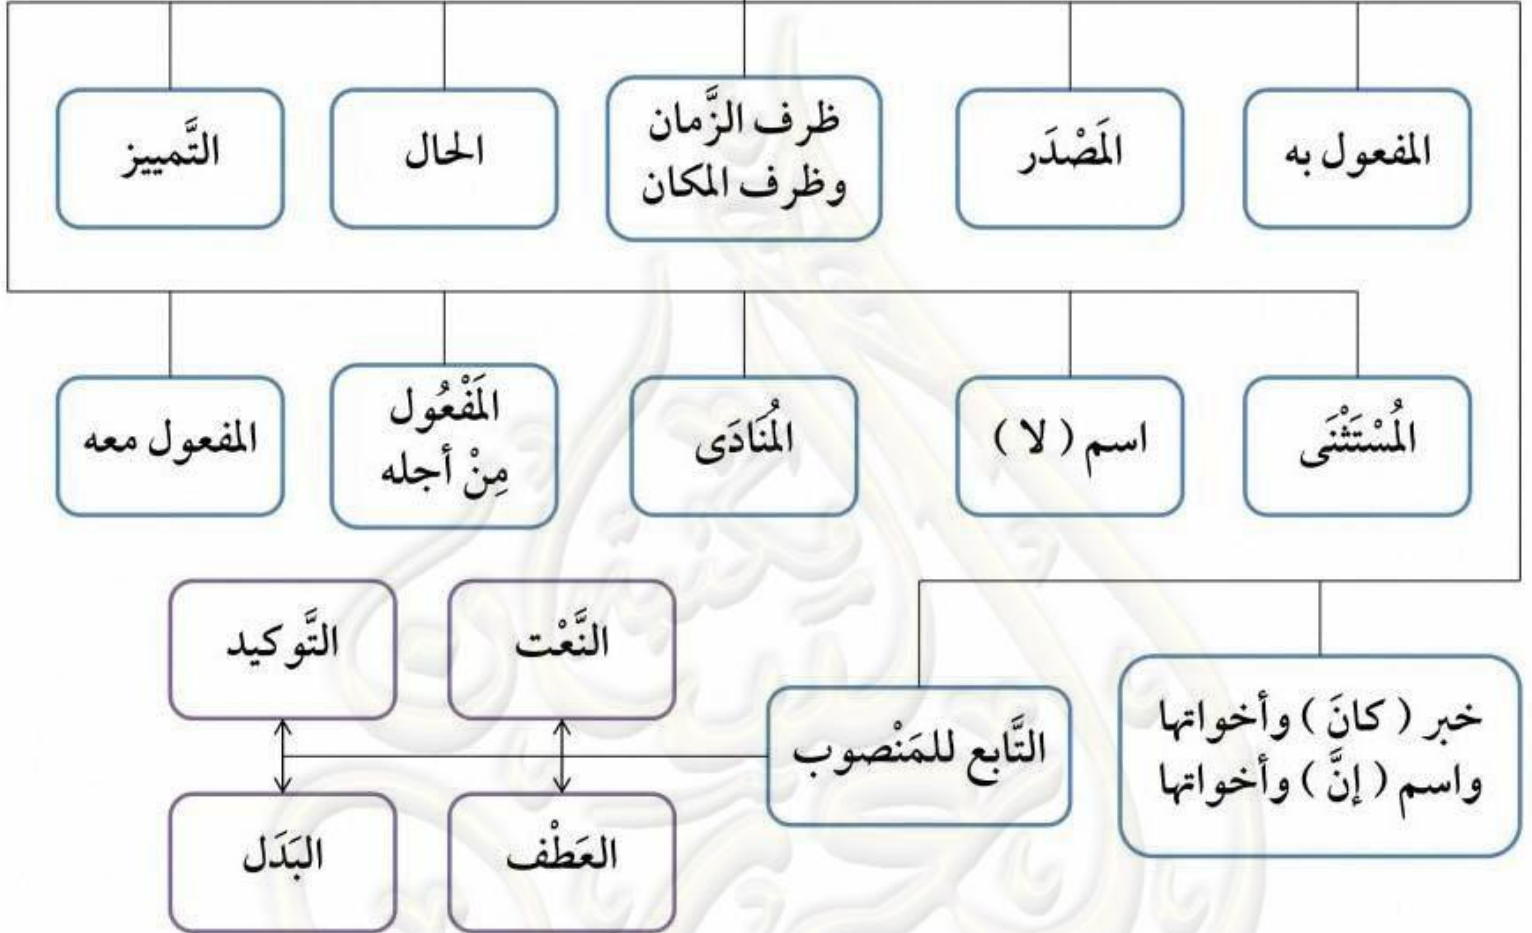 المفعول به
المَصْدَر
ظرف الزَّمان
وظرف المكان
الحال
التَّمييز
المُسْتَثْنَى
اسم ( لا )
المُنَادَى
المَفْعُول
مِنْ أجله
المفعول معه
خبر ( كانَ ) وأخواتها
واسم ( إنَّ ) وأخواتها
التَّابع للمَنْصوب
النَّعْت
التَّوكيد
العَطْف
البَدَل